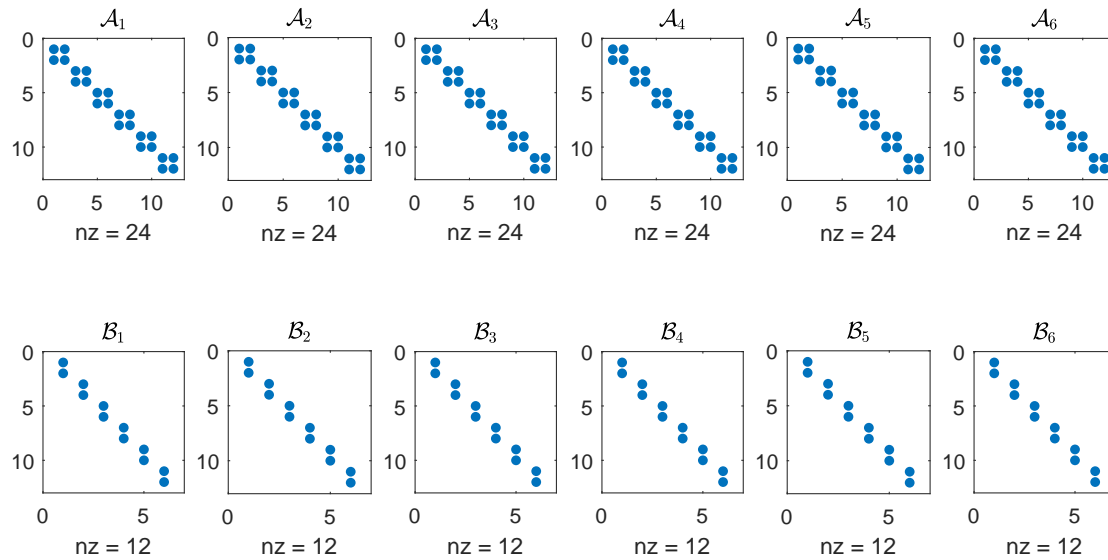 𝒜₁ 𝒜₂ 𝒜₃ 𝒜₄ 𝒜₅ 𝒜₆
0 0 0 0 0 0
5 5 5 5 5 5
10 10 10 10 10 10
0 5 10 0 5 10 0 5 10 0 5 10 0 5 10 0 5 10
nz = 24 nz = 24 nz = 24 nz = 24 nz = 24 nz = 24
ℬ₁ ℬ₂ ℬ₃ ℬ₄ ℬ₅ ℬ₆
0 0 0 0 0 0
5 5 5 5 5 5
10 10 10 10 10 10
0 5 0 5 0 5 0 5 0 5 0 5
nz = 12 nz = 12 nz = 12 nz = 12 nz = 12 nz = 12